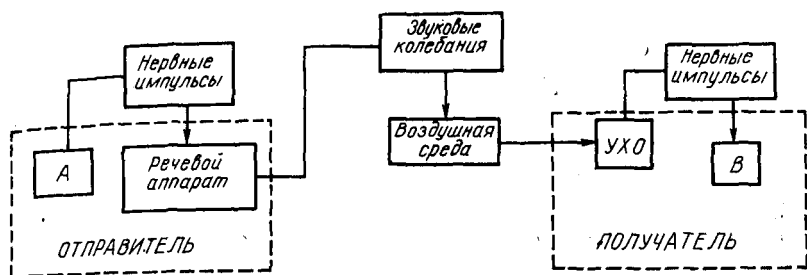 Нервные
импульсы
А
Речевой
аппарат
ОТПРАВИТЕЛЬ
Звуковые
колебания
Воздушная
среда
Нервные
импульсы
УХО
В
ПОЛУЧАТЕЛЬ